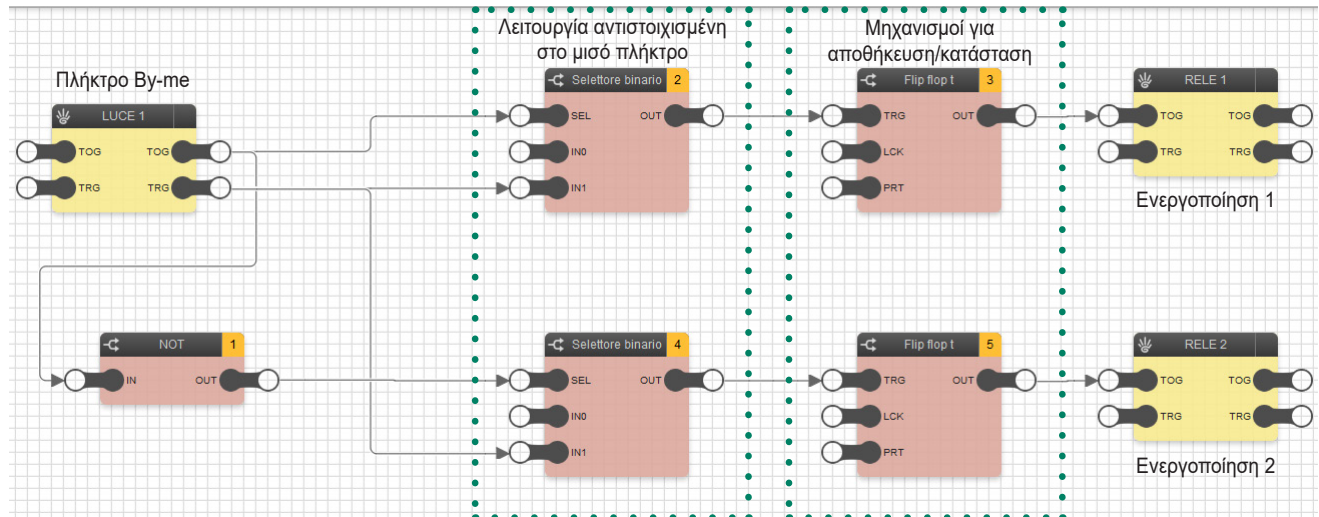 Λειτουργία αντιστοιχισμένη
στο μισό πλήκτρο
Μηχανισμοί για
αποθήκευση/κατάσταση
Πλήκτρο By-me
LUCE 1
TOG TOG
TRG TRG
Selettore binario 2
SEL OUT
IN0
IN1
Flip flop t 3
TRG OUT
LCK
PRT
RELE 1
TOG TOG
TRG TRG
Ενεργοποίηση 1
NOT 1
IN OUT
Selettore binario 4
SEL OUT
IN0
IN1
Flip flop t 5
TRG OUT
LCK
PRT
RELE 2
TOG TOG
TRG TRG
Ενεργοποίηση 2